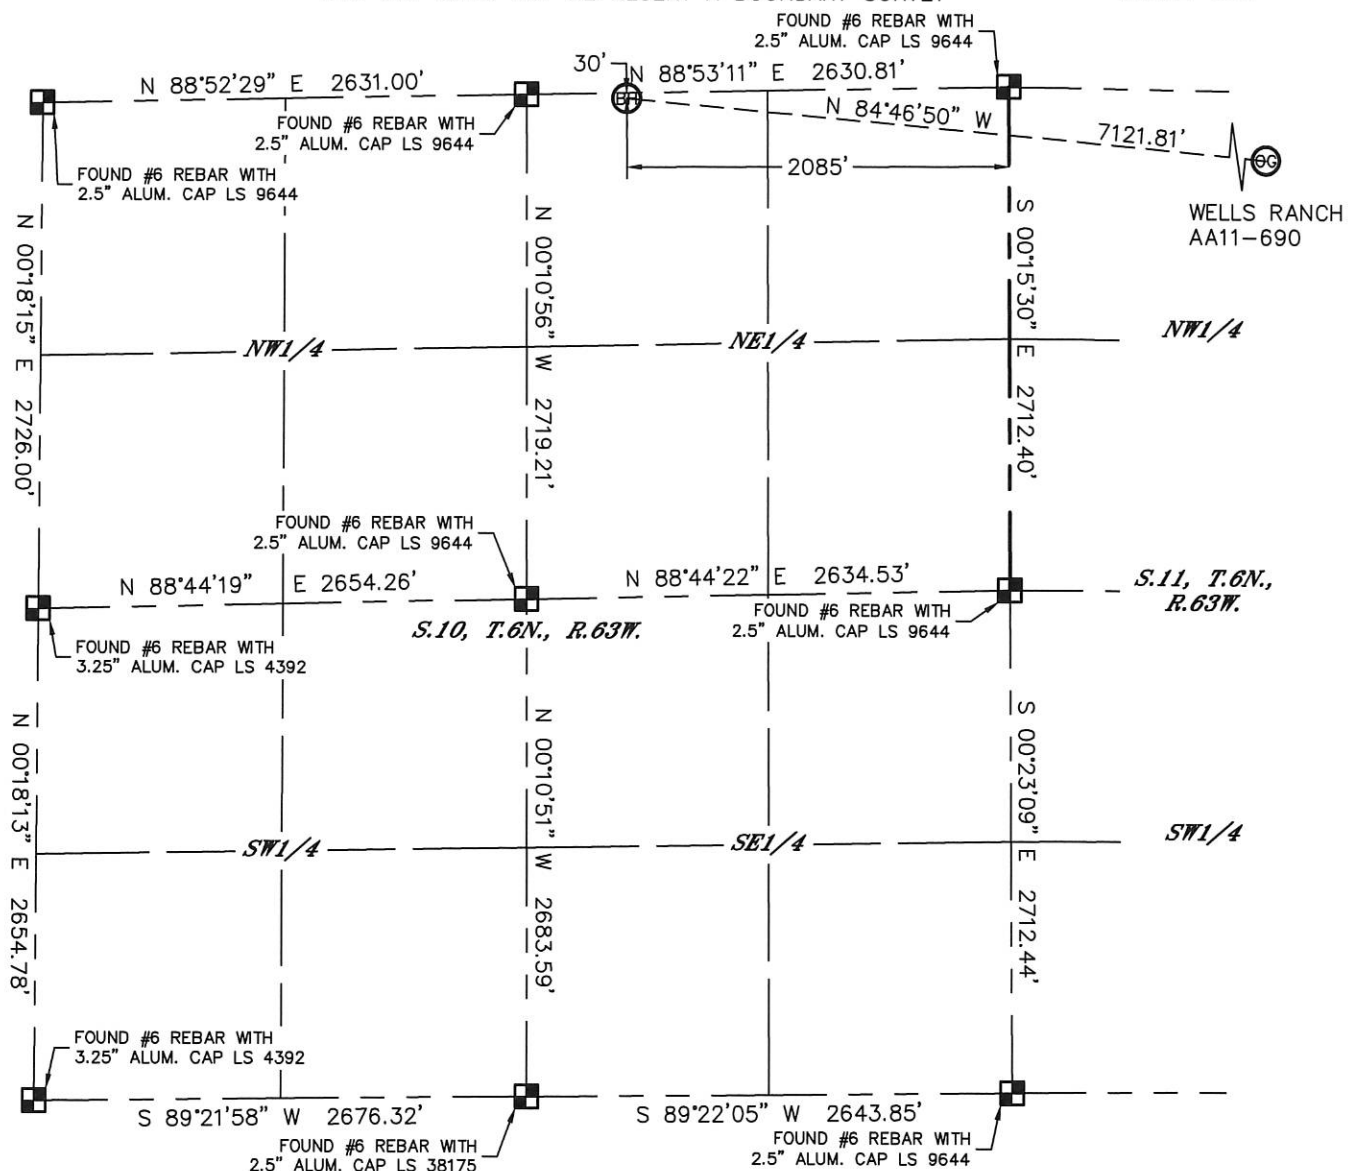 FOUND #6 REBAR WITH
2.5" ALUM. CAP LS 9644
N 88°52'29" E 2631.00'
30'
N 88°53'11" E 2630.81'
BH
FOUND #6 REBAR WITH
2.5" ALUM. CAP LS 9644
N 84°46'50" W
7121.81'
OG
FOUND #6 REBAR WITH
2.5" ALUM. CAP LS 9644
2085'
WELLS RANCH
AA11-690
N 00°18'15" E 2726.00'
N 00°10'56" W 2719.21'
S 00°15'30" E 2712.40'
NW1/4
NE1/4
NW1/4
FOUND #6 REBAR WITH
2.5" ALUM. CAP LS 9644
N 88°44'19" E 2654.26'
N 88°44'22" E 2634.53'
S.11, T.6N.,
R.63W.
FOUND #6 REBAR WITH
2.5" ALUM. CAP LS 9644
S.10, T.6N., R.63W.
FOUND #6 REBAR WITH
3.25" ALUM. CAP LS 4392
N 00°18'13" E 2654.78'
N 00°10'51" W 2683.59'
S 00°23'09" E 2712.44'
SW1/4
SE1/4
SW1/4
FOUND #6 REBAR WITH
3.25" ALUM. CAP LS 4392
S 89°21'58" W 2676.32'
S 89°22'05" W 2643.85'
FOUND #6 REBAR WITH
2.5" ALUM. CAP LS 38175
FOUND #6 REBAR WITH
2.5" ALUM. CAP LS 9644